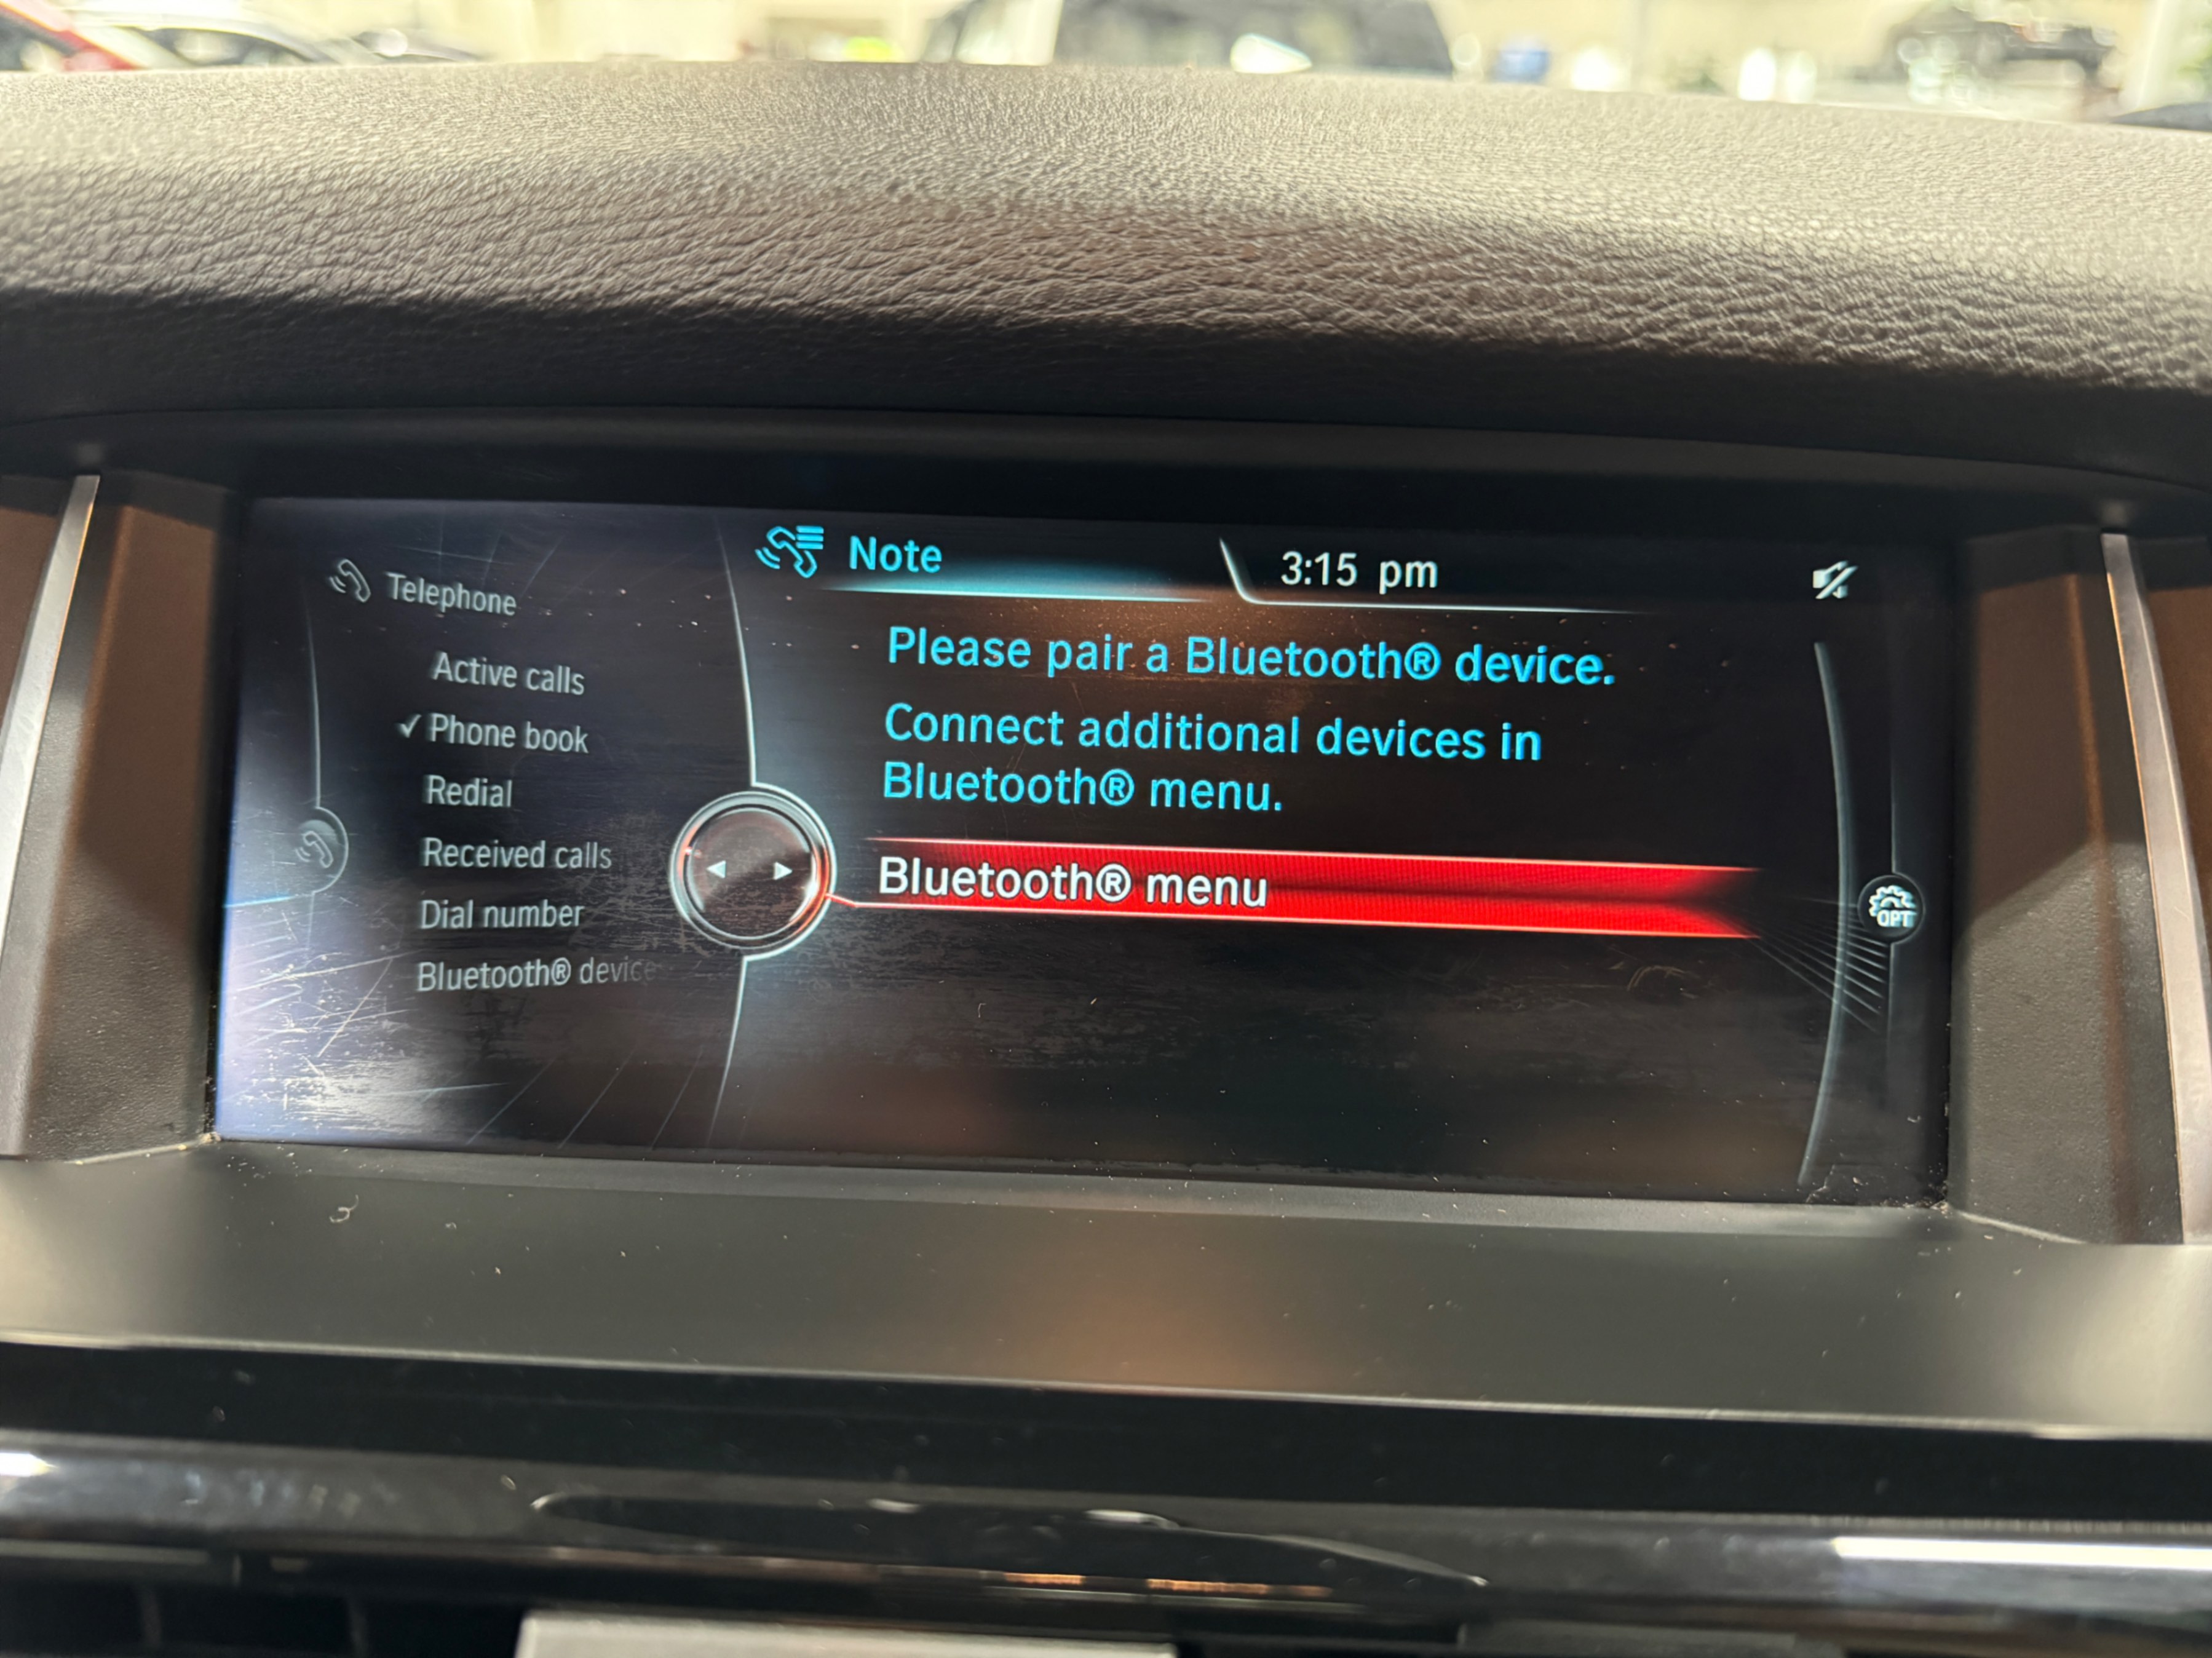 Telephone
Active calls
Phone book
Redial
Received calls
Dial number
Bluetooth® device
Note
3:15 pm
Please pair a Bluetooth® device.
Connect additional devices in
Bluetooth® menu.
Bluetooth® menu
OPT